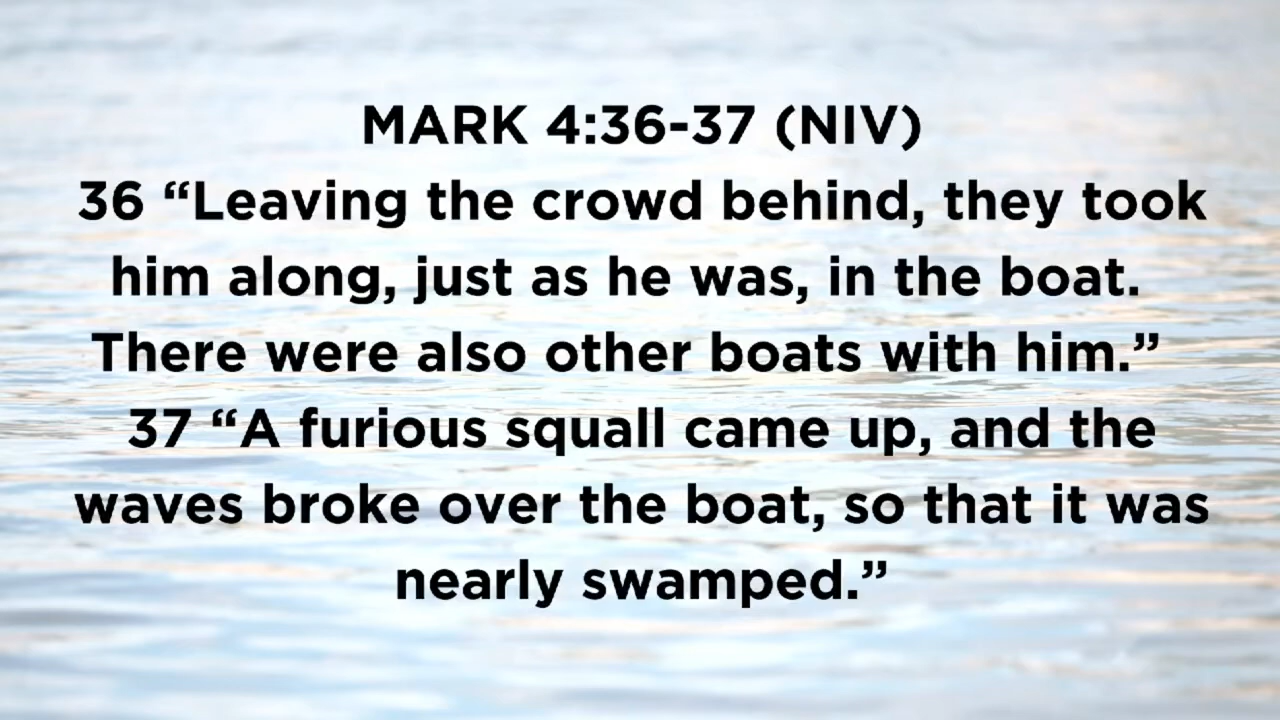 MARK 4:36-37 (NIV)
36 “Leaving the crowd behind, they took
him along, just as he was, in the boat.
There were also other boats with him.”
37 “A furious squall came up, and the
waves broke over the boat, so that it was
nearly swamped.”